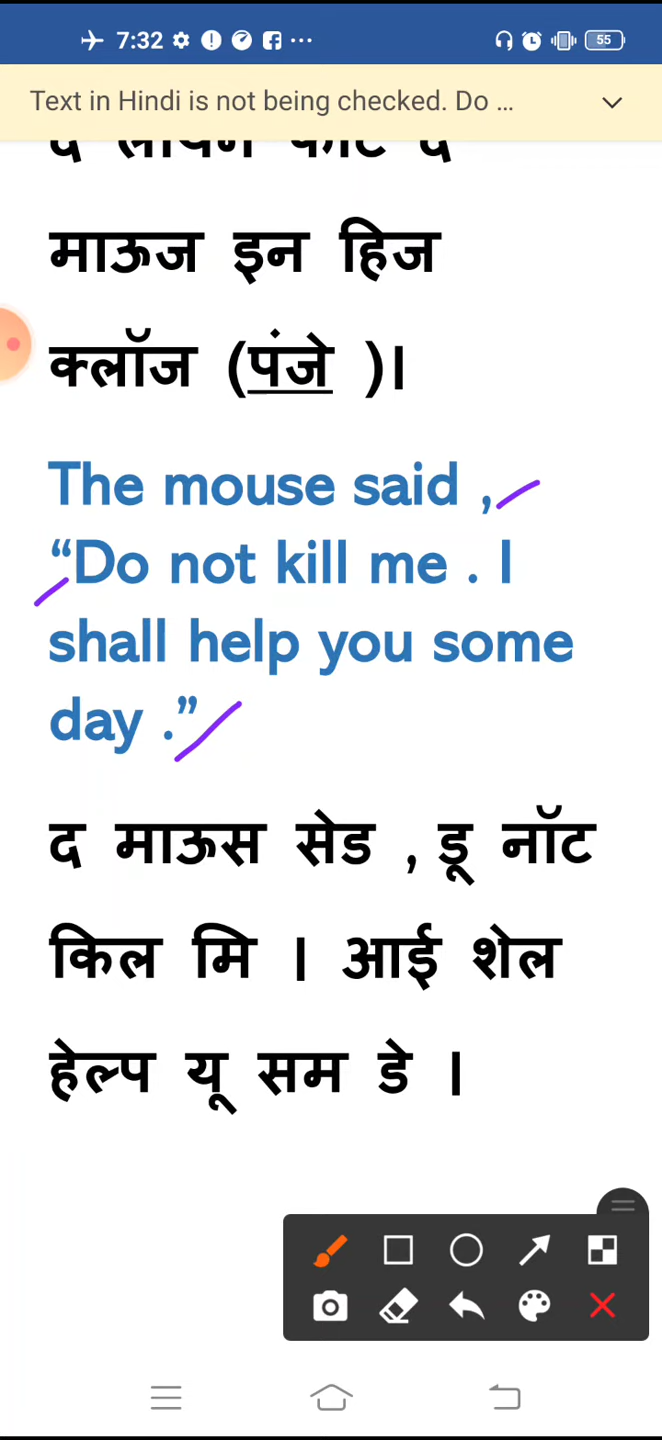 7:32
55
Text in Hindi is not being checked. Do ...
माऊज इन हिज
क्लॉज (पंजे )।
The mouse said ,
“Do not kill me . I
shall help you some
day .”
द माऊस सेड , डू नॉट
किल मि । आई शेल
हेल्प यू सम डे ।